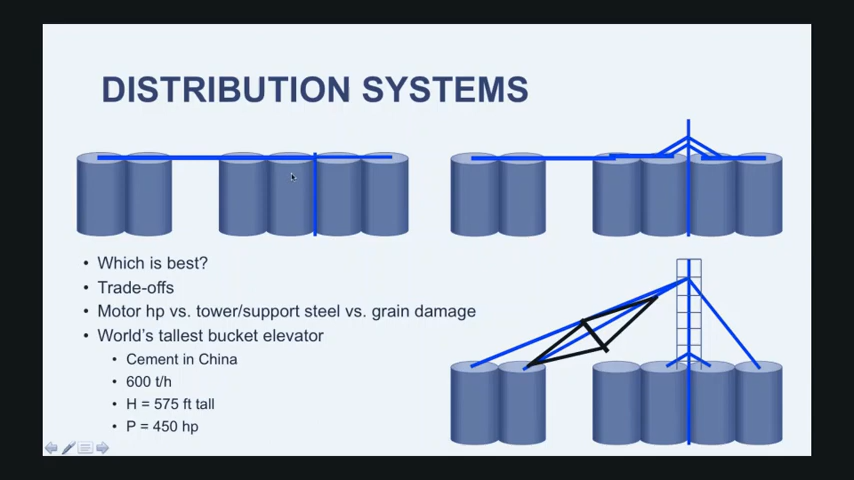 DISTRIBUTION SYSTEMS
• Which is best?
• Trade-offs
• Motor hp vs. tower/support steel vs. grain damage
• World's tallest bucket elevator
• Cement in China
• 600 t/h
• H = 575 ft tall
• P = 450 hp